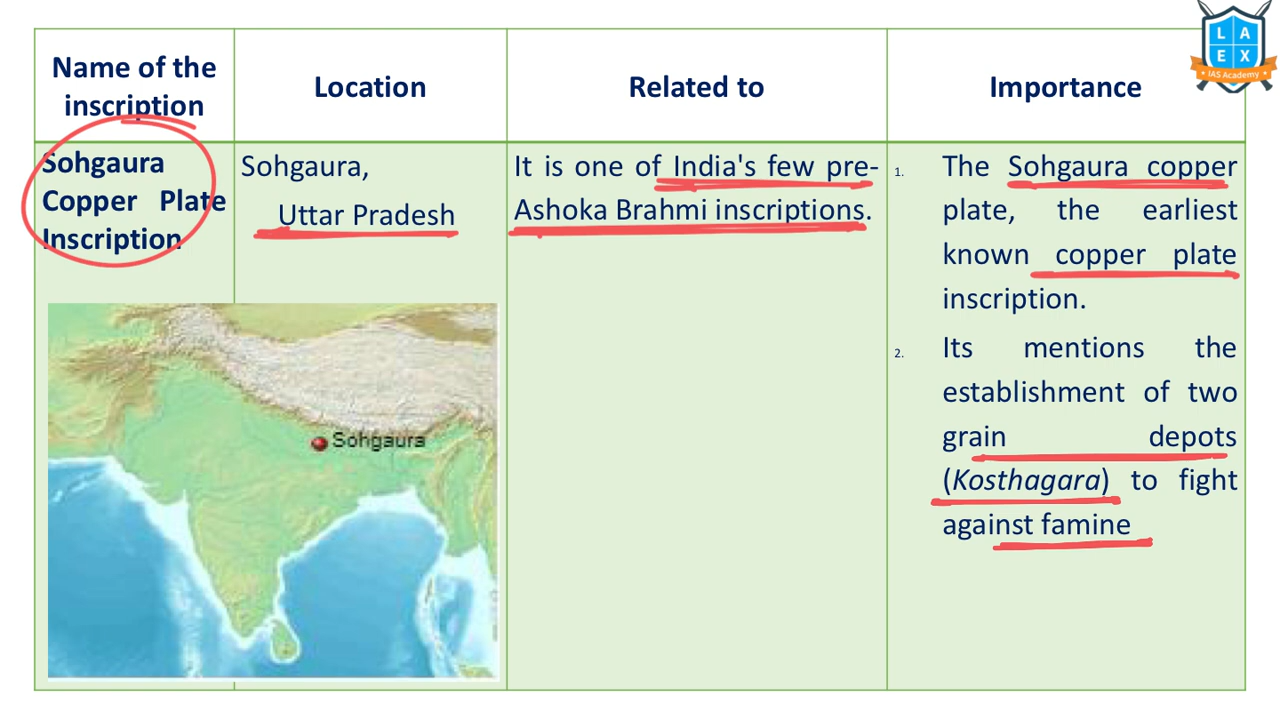 L A
E X
IAS Academy
Name of the
inscription
Location
Related to
Importance
Sohgaura
Copper Plate
Inscription
Sohgaura,
Uttar Pradesh
It is one of India's few pre-
Ashoka Brahmi inscriptions.
1. The Sohgaura copper
plate, the earliest
known copper plate
inscription.
2. Its mentions the
establishment of two
grain depots
(Kosthagara) to fight
against famine
Sohgaura